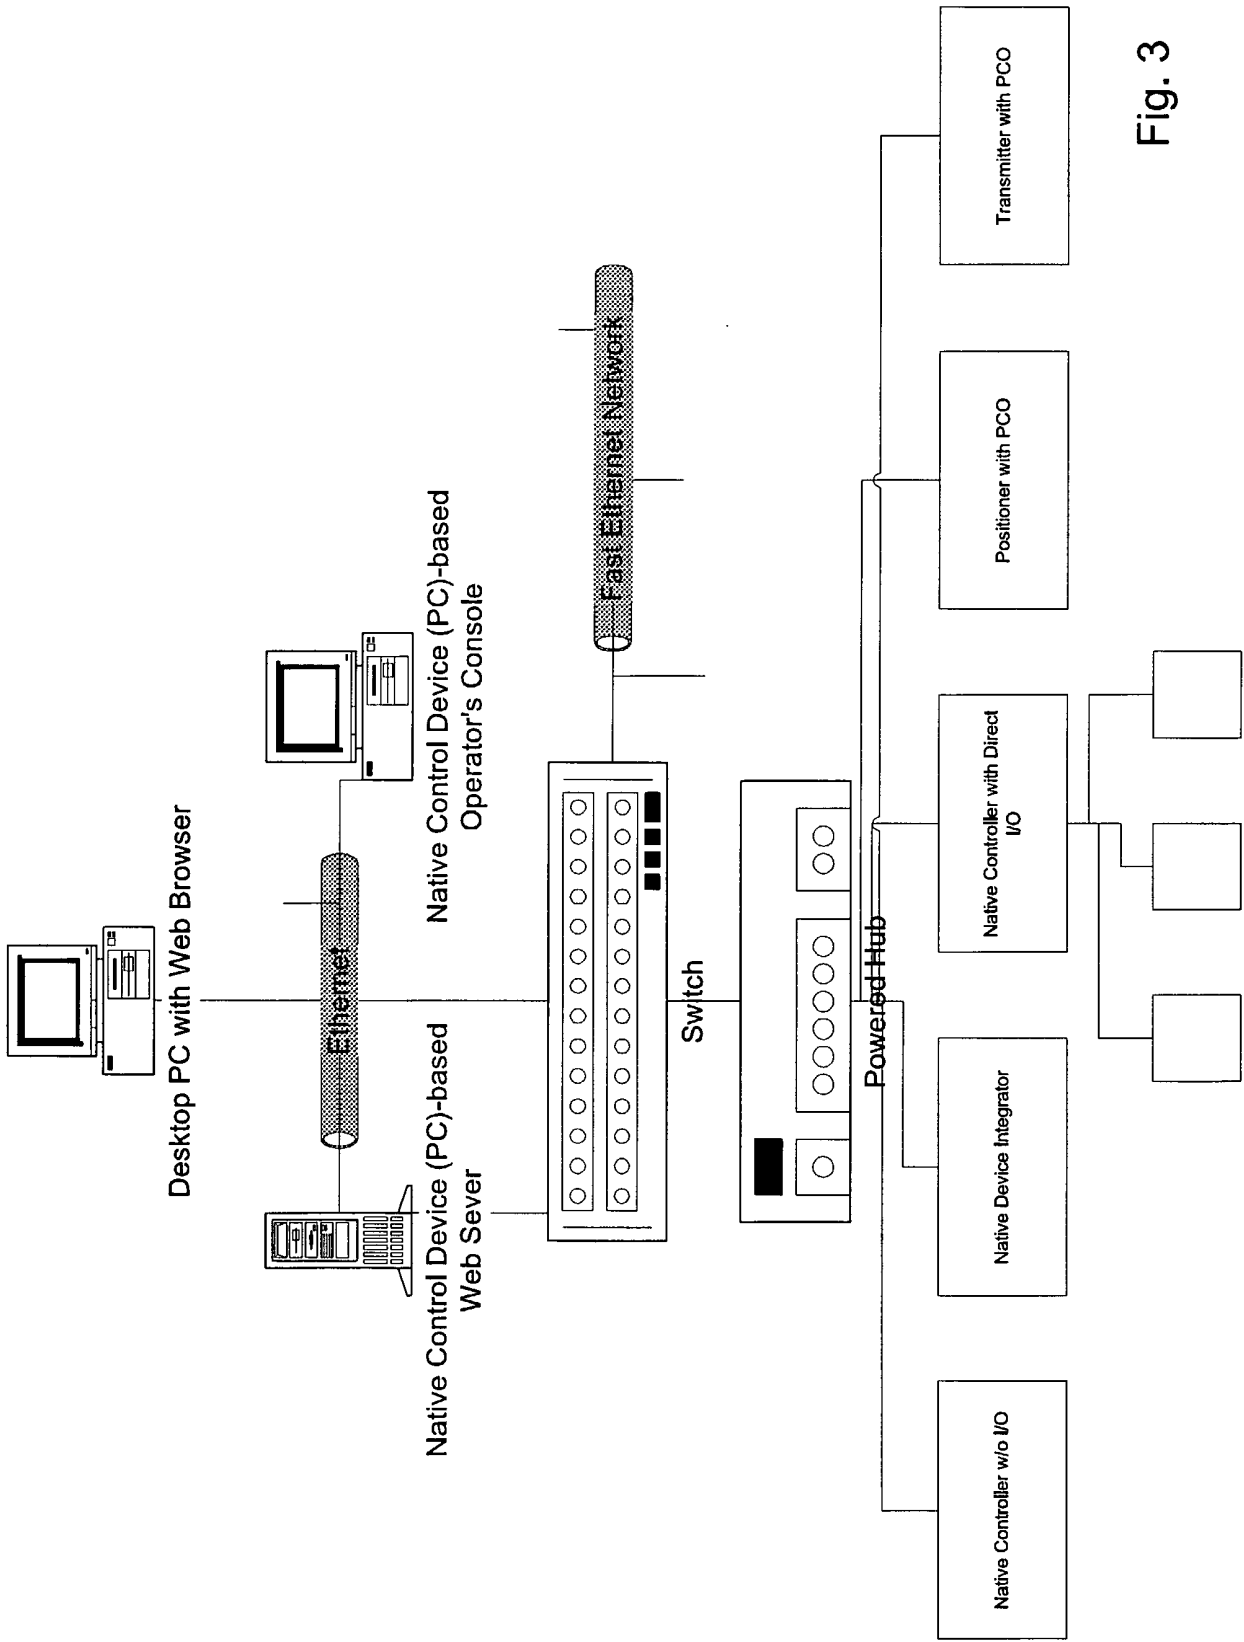 Desktop PC with Web Browser
Ethernet
Native Control Device (PC)-based
Web Sever
Native Control Device (PC)-based
Operator's Console
Fast Ethernet Network
Switch
Powered Hub
Native Controller w/o I/O
Native Device Integrator
Native Controller with Direct
I/O
Positioner with PCO
Transmitter with PCO
Fig. 3